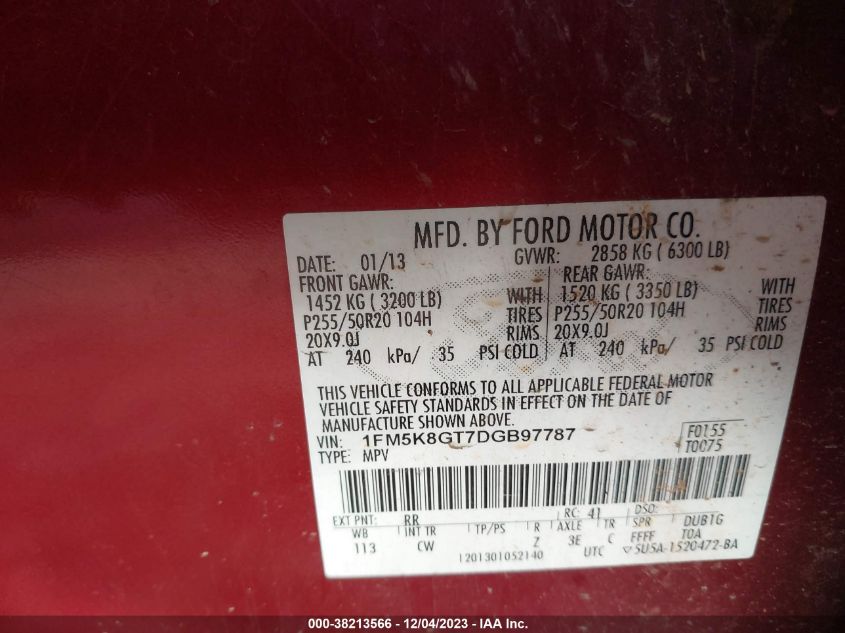 MFD. BY FORD MOTOR CO.
DATE: 01/13 GVWR: 2858 KG ( 6300 LB)
FRONT GAWR: REAR GAWR:
1452 KG ( 3200 LB) WITH 1520 KG ( 3350 LB) WITH
P255/50R20 104H TIRES P255/50R20 104H TIRES
20X9.0J RIMS 20X9.0J RIMS
AT 240 kPa/ 35 PSI COLD AT 240 kPa/ 35 PSI COLD
THIS VEHICLE CONFORMS TO ALL APPLICABLE FEDERAL MOTOR
VEHICLE SAFETY STANDARDS IN EFFECT ON THE DATE OF
MANUFACTURE SHOWN ABOVE.
VIN: 1FM5K8GT7DGB97787 F0155
TYPE: MPV T0075
EXT PNT: RR RC: 41 DSO:
WB INT TR TP/PS R AXLE TR SPR DUB1G
113 CW Z 3E C FFFF T0A
1201301052140 UTC ▽5U5A-1520472-BA
000-38213566 - 12/04/2023 - IAA Inc.